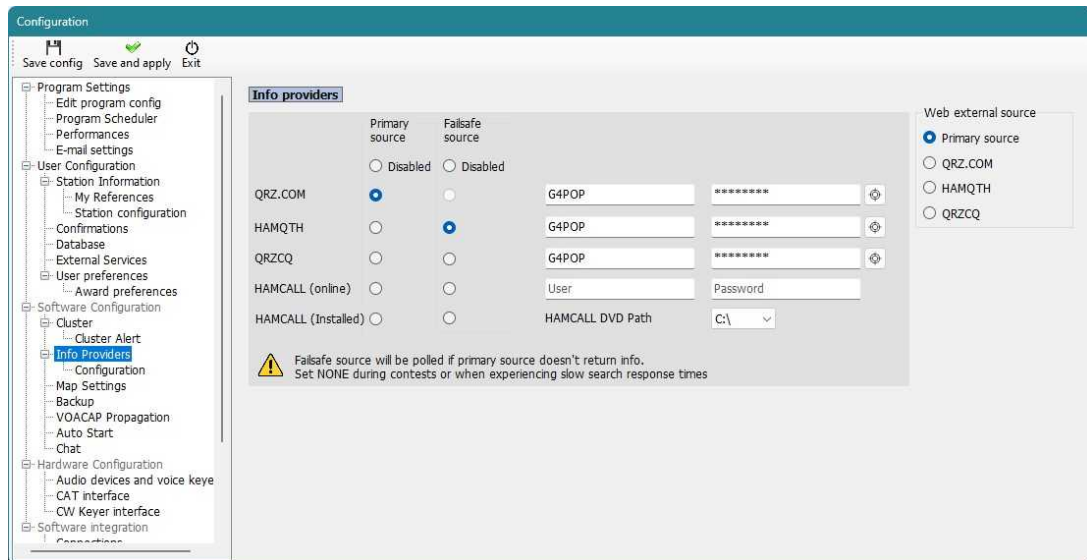 Configuration
Save config Save and apply Exit
Program Settings
Edit program config
Program Scheduler
Performances
E-mail settings
User Configuration
Station Information
My References
Station configuration
Confirmations
Database
External Services
User preferences
Award preferences
Software Configuration
Cluster
Cluster Alert
Info Providers
Configuration
Map Settings
Backup
VOACAP Propagation
Auto Start
Chat
Hardware Configuration
Audio devices and voice keye
CAT interface
CW Keyer interface
Software integration
Connections
Info providers
Primary source
Failsafe source
Disabled Disabled
QRZ.COM G4POP ********
HAMQTH G4POP ********
QRZCQ G4POP ********
HAMCALL (online) User Password
HAMCALL (Installed) HAMCALL DVD Path C:\
Failsafe source will be polled if primary source doesn't return info.
Set NONE during contests or when experiencing slow search response times
Web external source
Primary source
QRZ.COM
HAMQTH
QRZCQ